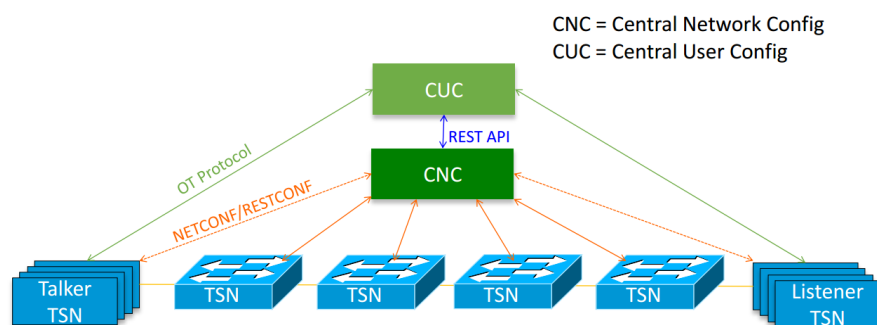 CNC = Central Network Config
CUC = Central User Config
CUC
REST API
OT Protocol
CNC
NETCONF/RESTCONF
Talker
TSN
TSN
TSN
TSN
TSN
Listener
TSN